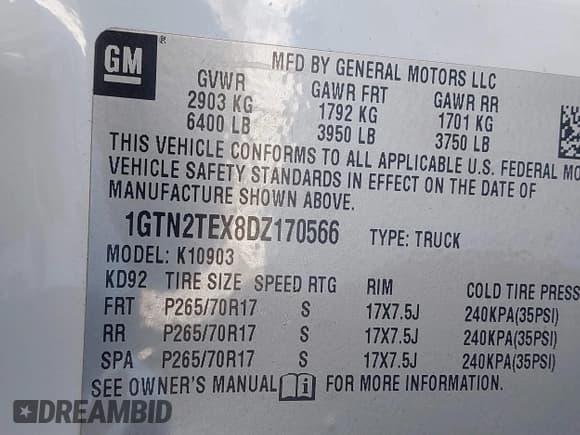 GM
®
MFD BY GENERAL MOTORS LLC
GVWR GAWR FRT GAWR RR
2903 KG 1792 KG 1701 KG
6400 LB 3950 LB 3750 LB
THIS VEHICLE CONFORMS TO ALL APPLICABLE U.S. FEDERAL MO
VEHICLE SAFETY STANDARDS IN EFFECT ON THE DATE OF
MANUFACTURE SHOWN ABOVE.
1GTN2TEX8DZ170566 TYPE: TRUCK
MODEL: K10903
KD92 TIRE SIZE SPEED RTG RIM COLD TIRE PRESS
FRT P265/70R17 S 17X7.5J 240KPA(35PSI)
RR P265/70R17 S 17X7.5J 240KPA(35PSI)
SPA P265/70R17 S 17X7.5J 240KPA(35PSI)
SEE OWNER'S MANUAL i FOR MORE INFORMATION.
DREAMBID